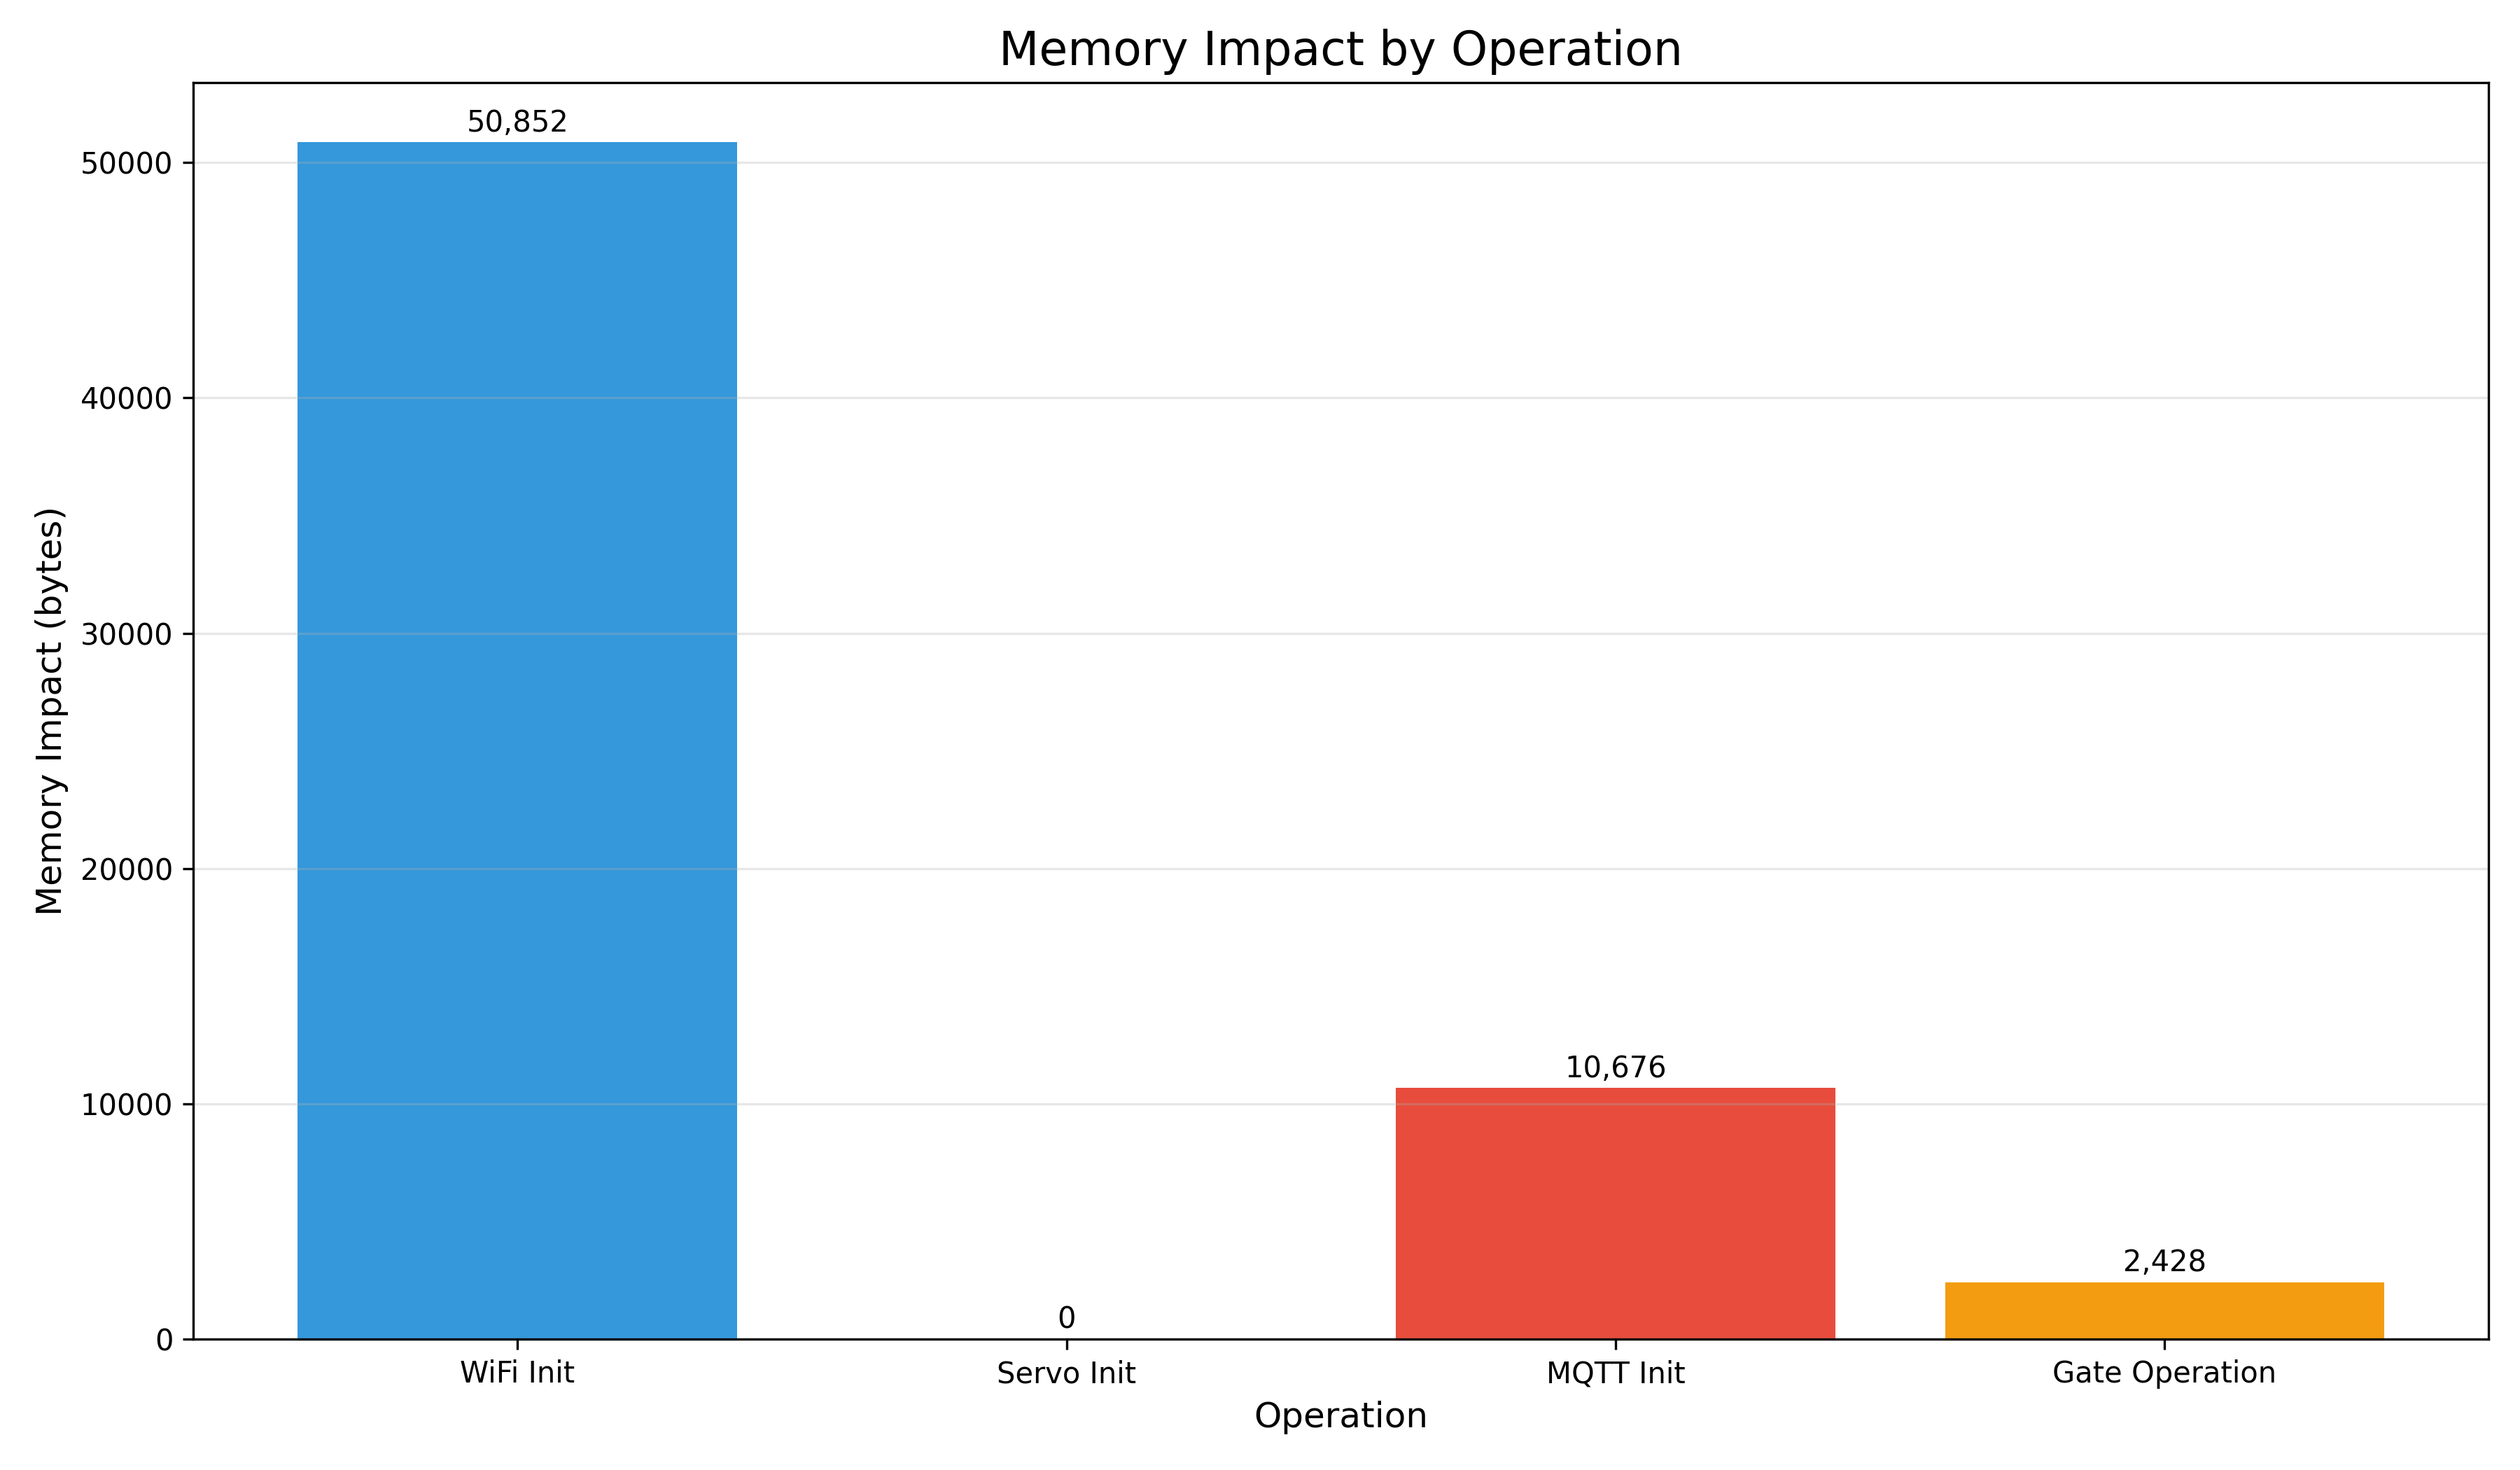 Memory Impact by Operation
Memory Impact (bytes)
50000
40000
30000
20000
10000
0
50,852
0
10,676
2,428
WiFi Init
Servo Init
MQTT Init
Gate Operation
Operation